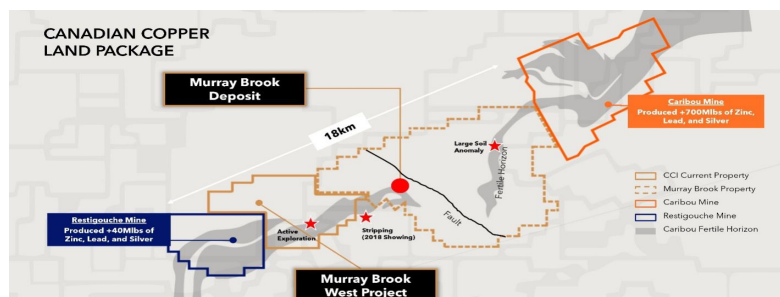 CANADIAN COPPER
LAND PACKAGE
Murray Brook
Deposit
18km
Caribou Mine
Produced +700Mlbs of Zinc,
Lead, and Silver
Large Soil
Anomaly
Fertile Horizon
Fault
Restigouche Mine
Produced +40Mlbs of
Zinc, Lead, and Silver
Active
Exploration
Stripping
(2018 Showing)
Murray Brook
West Project
CCI Current Property
Murray Brook Property
Caribou Mine
Restigouche Mine
Caribou Fertile Horizon